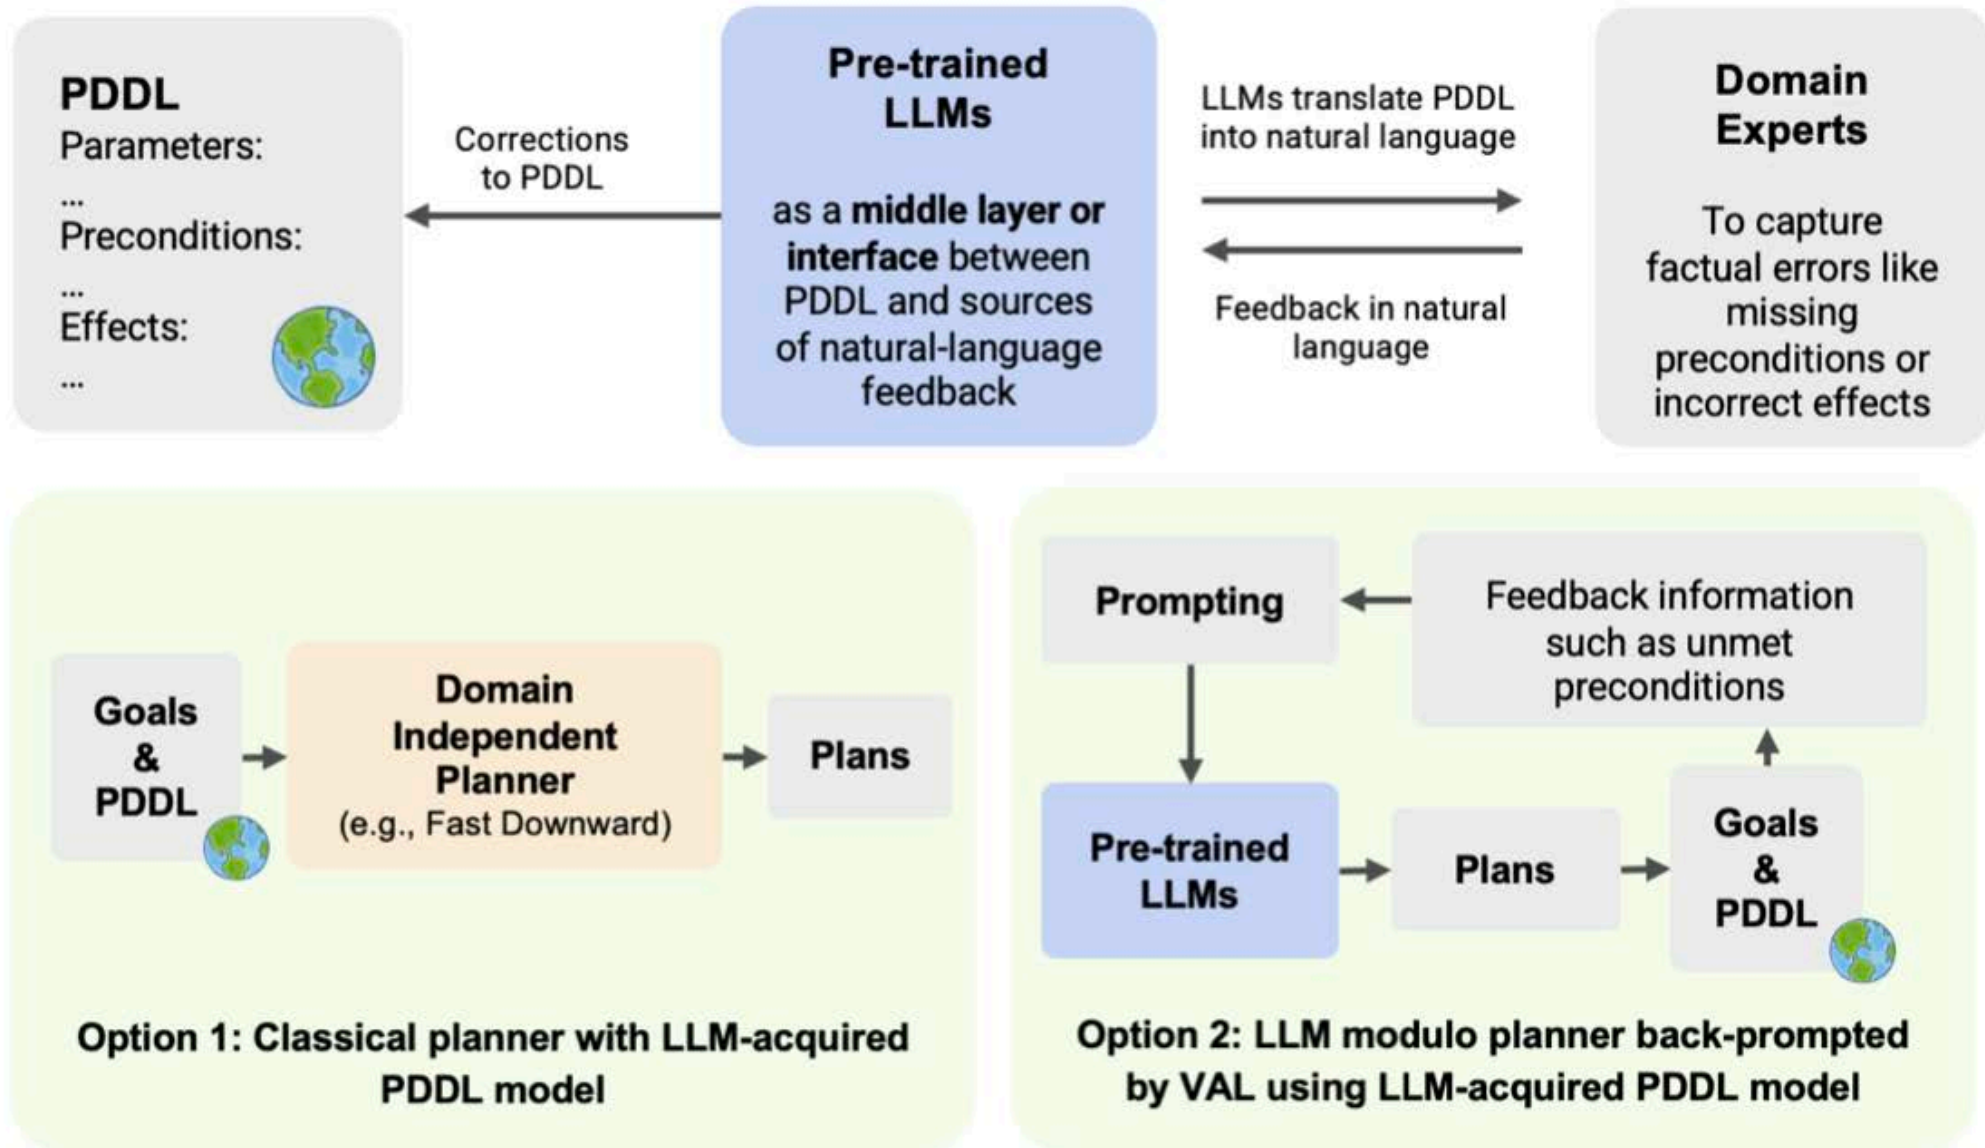 PDDL
Parameters:
...
Preconditions:
...
Effects:
...
Corrections
to PDDL
Pre-trained
LLMs
as a middle layer or
interface between
PDDL and sources
of natural-language
feedback
LLMs translate PDDL
into natural language
Feedback in natural
language
Domain
Experts
To capture
factual errors like
missing
preconditions or
incorrect effects
Goals
&
PDDL
Domain
Independent
Planner
(e.g., Fast Downward)
Plans
Option 1: Classical planner with LLM-acquired
PDDL model
Prompting
Feedback information
such as unmet
preconditions
Pre-trained
LLMs
Plans
Goals
&
PDDL
Option 2: LLM modulo planner back-prompted
by VAL using LLM-acquired PDDL model